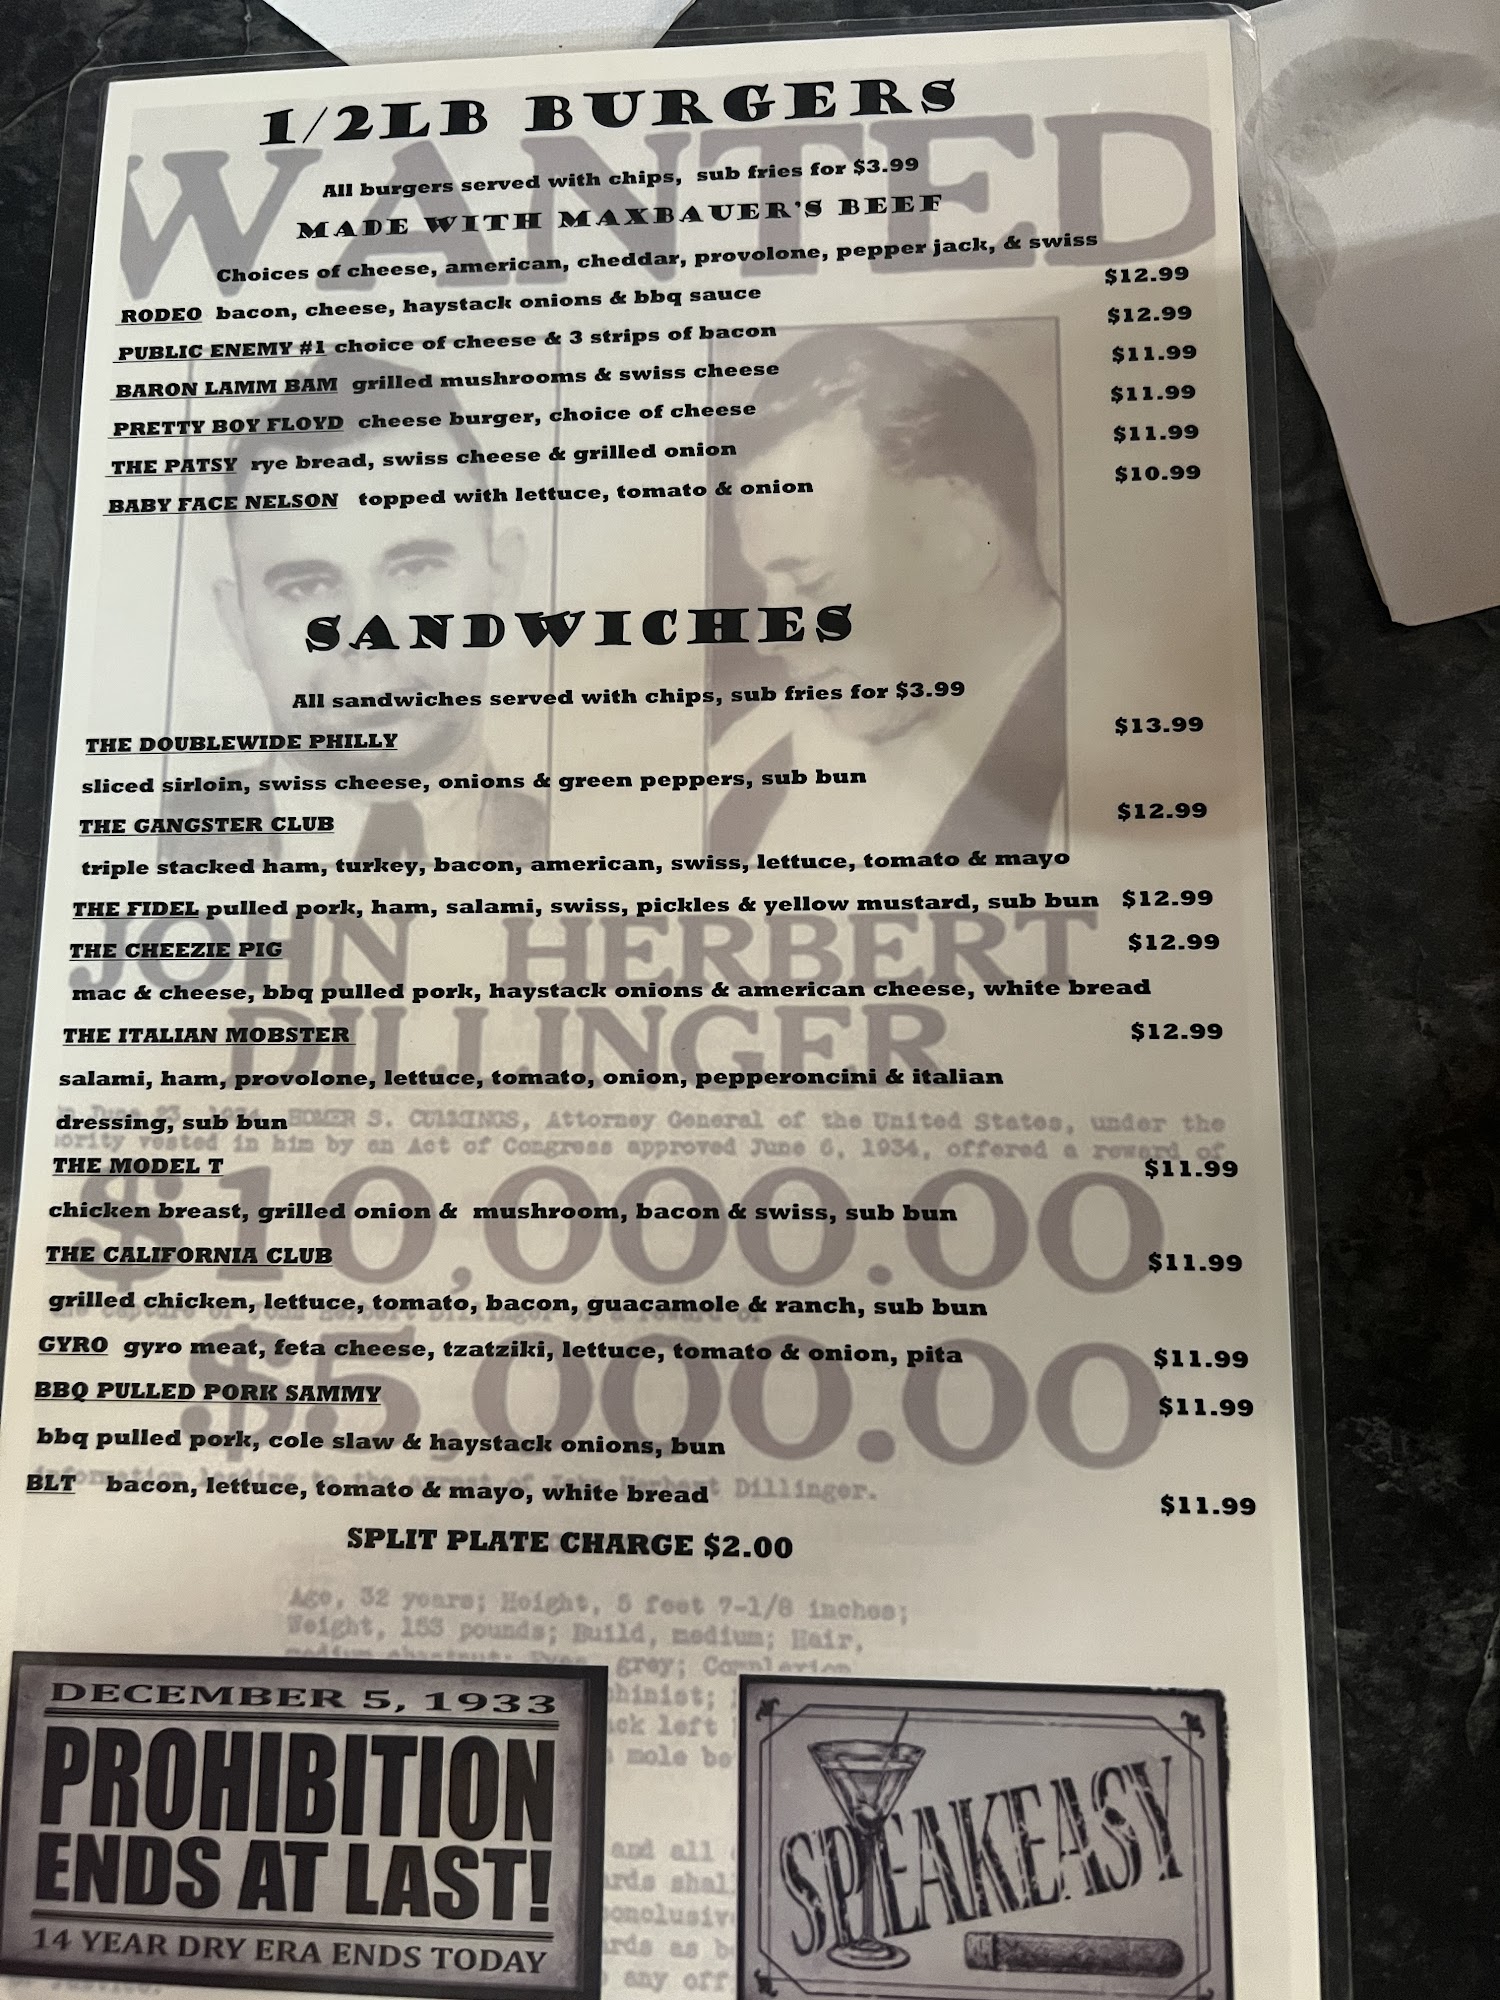 1/2LB BURGERS
WANTED
All burgers served with chips, sub fries for $3.99
MADE WITH MAXBAUER'S BEEF
Choices of cheese, american, cheddar, provolone, pepper jack, & swiss
RODEO bacon, cheese, haystack onions & bbq sauce $12.99
PUBLIC ENEMY #1 choice of cheese & 3 strips of bacon $12.99
BARON LAMM BAM grilled mushrooms & swiss cheese $11.99
PRETTY BOY FLOYD cheese burger, choice of cheese $11.99
THE PATSY rye bread, swiss cheese & grilled onion $11.99
BABY FACE NELSON topped with lettuce, tomato & onion $10.99
SANDWICHES
All sandwiches served with chips, sub fries for $3.99
THE DOUBLEWIDE PHILLY $13.99
sliced sirloin, swiss cheese, onions & green peppers, sub bun
THE GANGSTER CLUB $12.99
triple stacked ham, turkey, bacon, american, swiss, lettuce, tomato & mayo
THE FIDEL pulled pork, ham, salami, swiss, pickles & yellow mustard, sub bun $12.99
JOHN HERBERT
THE CHEEZIE PIG $12.99
mac & cheese, bbq pulled pork, haystack onions & american cheese, white bread
DILLINGER
THE ITALIAN MOBSTER $12.99
salami, ham, provolone, lettuce, tomato, onion, pepperoncini & italian
dressing, sub bun
June 23, 1934, HOMER S. CUMMINGS, Attorney General of the United States, under the
vested in him by an Act of Congress approved June 6, 1934, offered a reward of
THE MODEL T $11.99
$10,000.00
chicken breast, grilled onion & mushroom, bacon & swiss, sub bun
THE CALIFORNIA CLUB $11.99
grilled chicken, lettuce, tomato, bacon, guacamole & ranch, sub bun
GYRO gyro meat, feta cheese, tzatziki, lettuce, tomato & onion, pita $11.99
$5,000.00
BBQ PULLED PORK SAMMY $11.99
bbq pulled pork, cole slaw & haystack onions, bun
BLT bacon, lettuce, tomato & mayo, white bread $11.99
Dillinger.
SPLIT PLATE CHARGE $2.00
Age, 32 years; Height, 5 feet 7-1/8 inches;
Weight, 153 pounds; Build, medium; Hair,
grey;
left
mole
and all
any
DECEMBER 5, 1933
PROHIBITION
ENDS AT LAST!
14 YEAR DRY ERA ENDS TODAY
SPEAKEASY